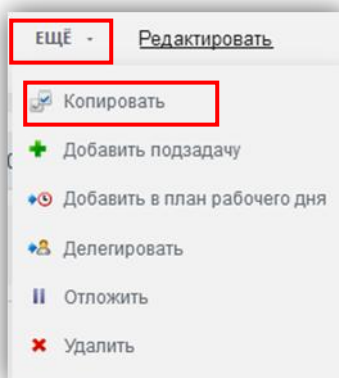 ЕЩЁ - Редактировать
Копировать
Добавить подзадачу
Добавить в план рабочего дня
Делегировать
Отложить
Удалить